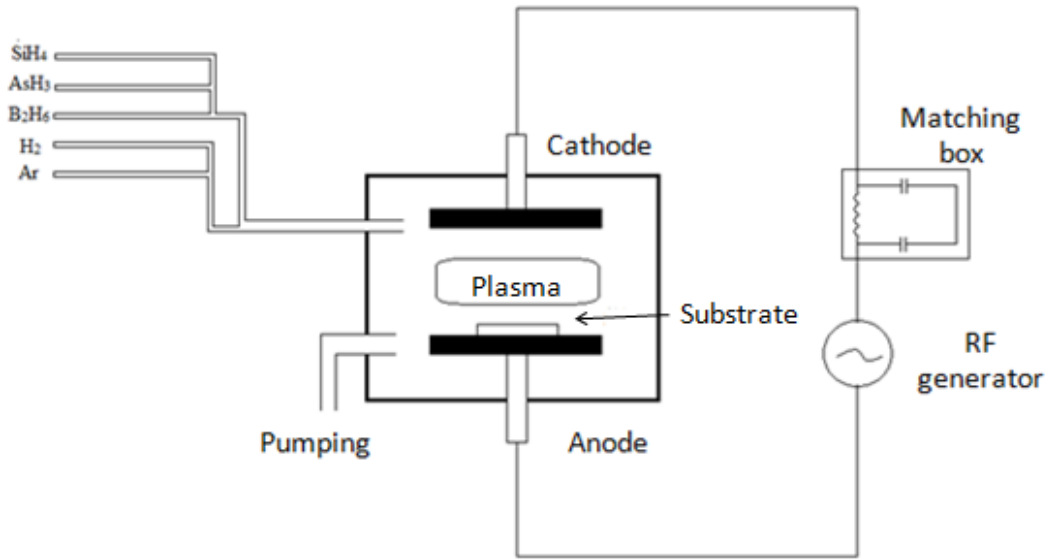 SiH₄
AsH₃
B₂H₆
H₂
Ar
Cathode
Matching
box
Plasma
Substrate
RF
generator
Pumping
Anode